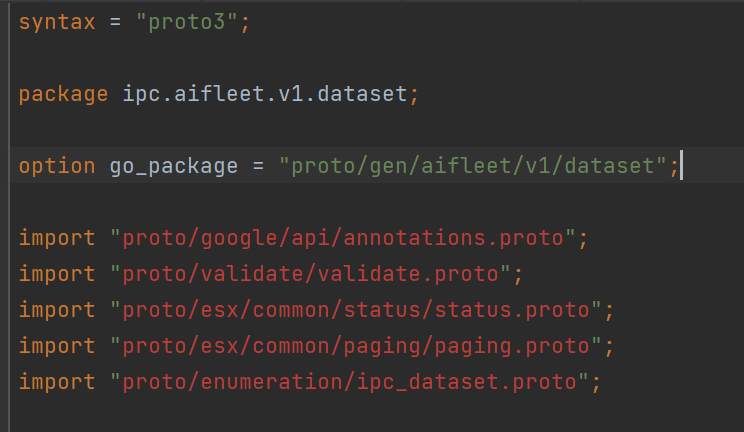 syntax = "proto3";
package ipc.aifleet.v1.dataset;
option go_package = "proto/gen/aifleet/v1/dataset";
import "proto/google/api/annotations.proto";
import "proto/validate/validate.proto";
import "proto/esx/common/status/status.proto";
import "proto/esx/common/paging/paging.proto";
import "proto/enumeration/ipc_dataset.proto";